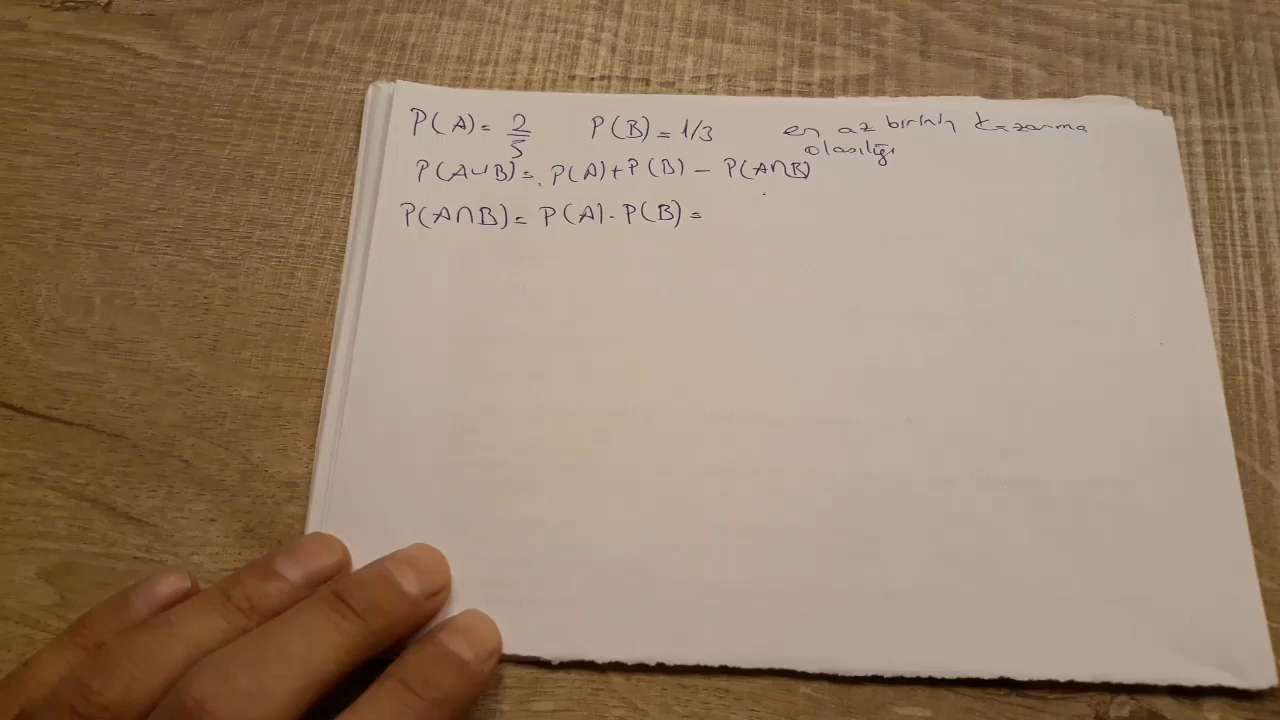 P(A) = 2/5 P(B) = 1/3 en az birinin kazanma
olasılığı
P(A∪B) = P(A) + P(B) - P(A∩B)
P(A∩B) = P(A) . P(B) =